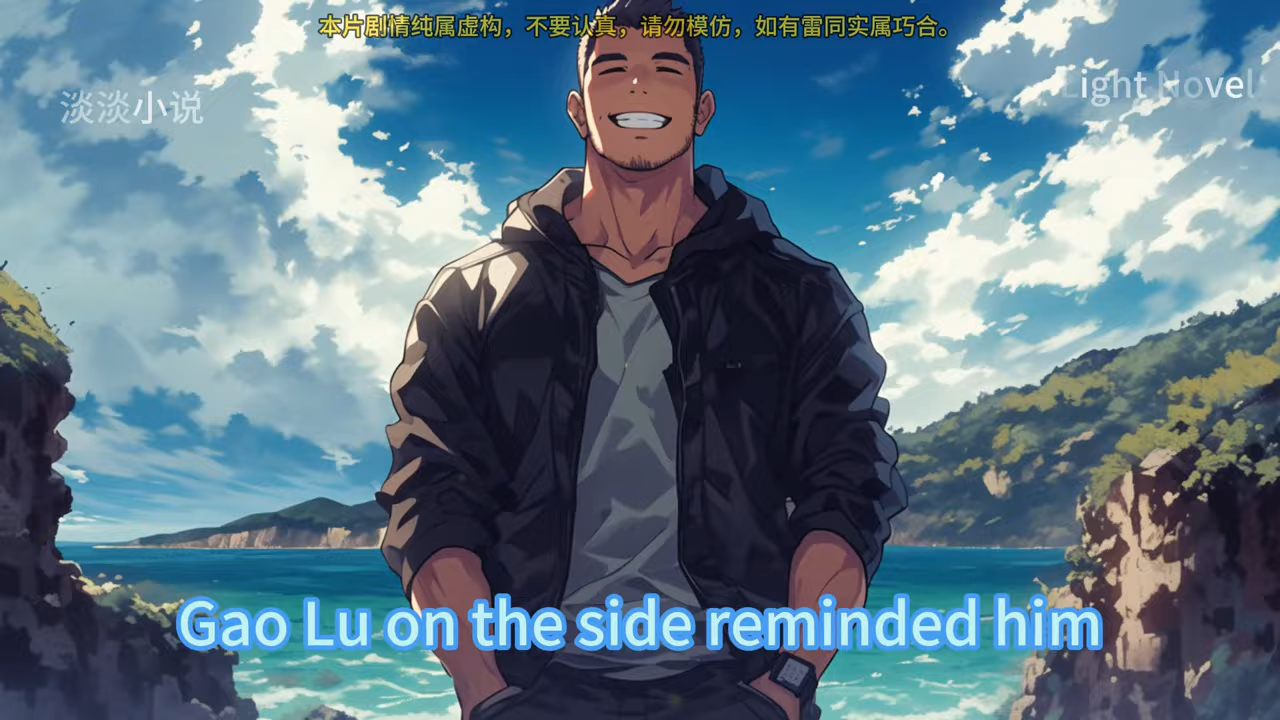 本片剧情纯属虚构，不要认真，请勿模仿，如有雷同实属巧合。
淡淡小说
Light Novel
Gao Lu on the side reminded him